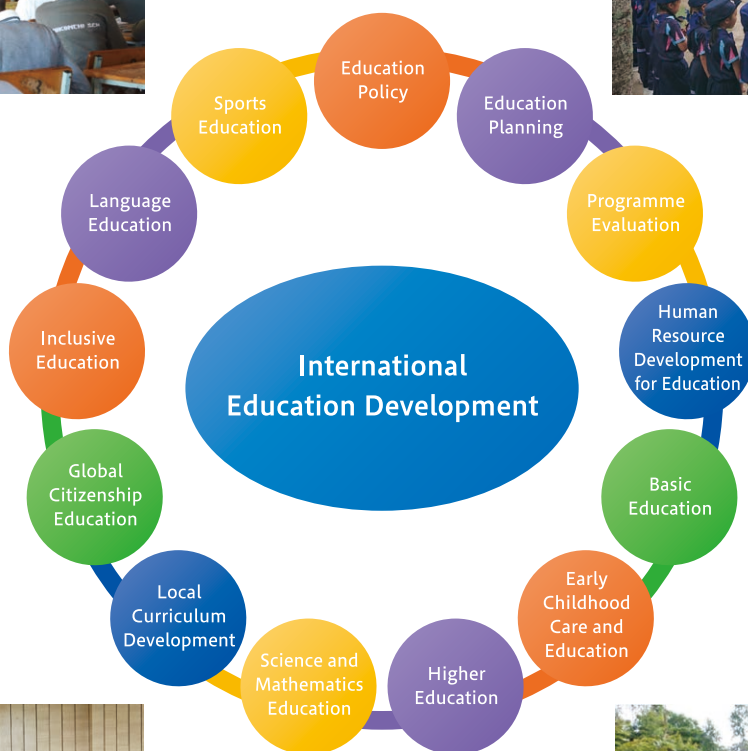 Education
Policy
Education
Planning
Programme
Evaluation
Human
Resource
Development
for Education
Basic
Education
Early
Childhood
Care and
Education
Higher
Education
Science and
Mathematics
Education
Local
Curriculum
Development
Global
Citizenship
Education
Inclusive
Education
Language
Education
Sports
Education
International
Education Development